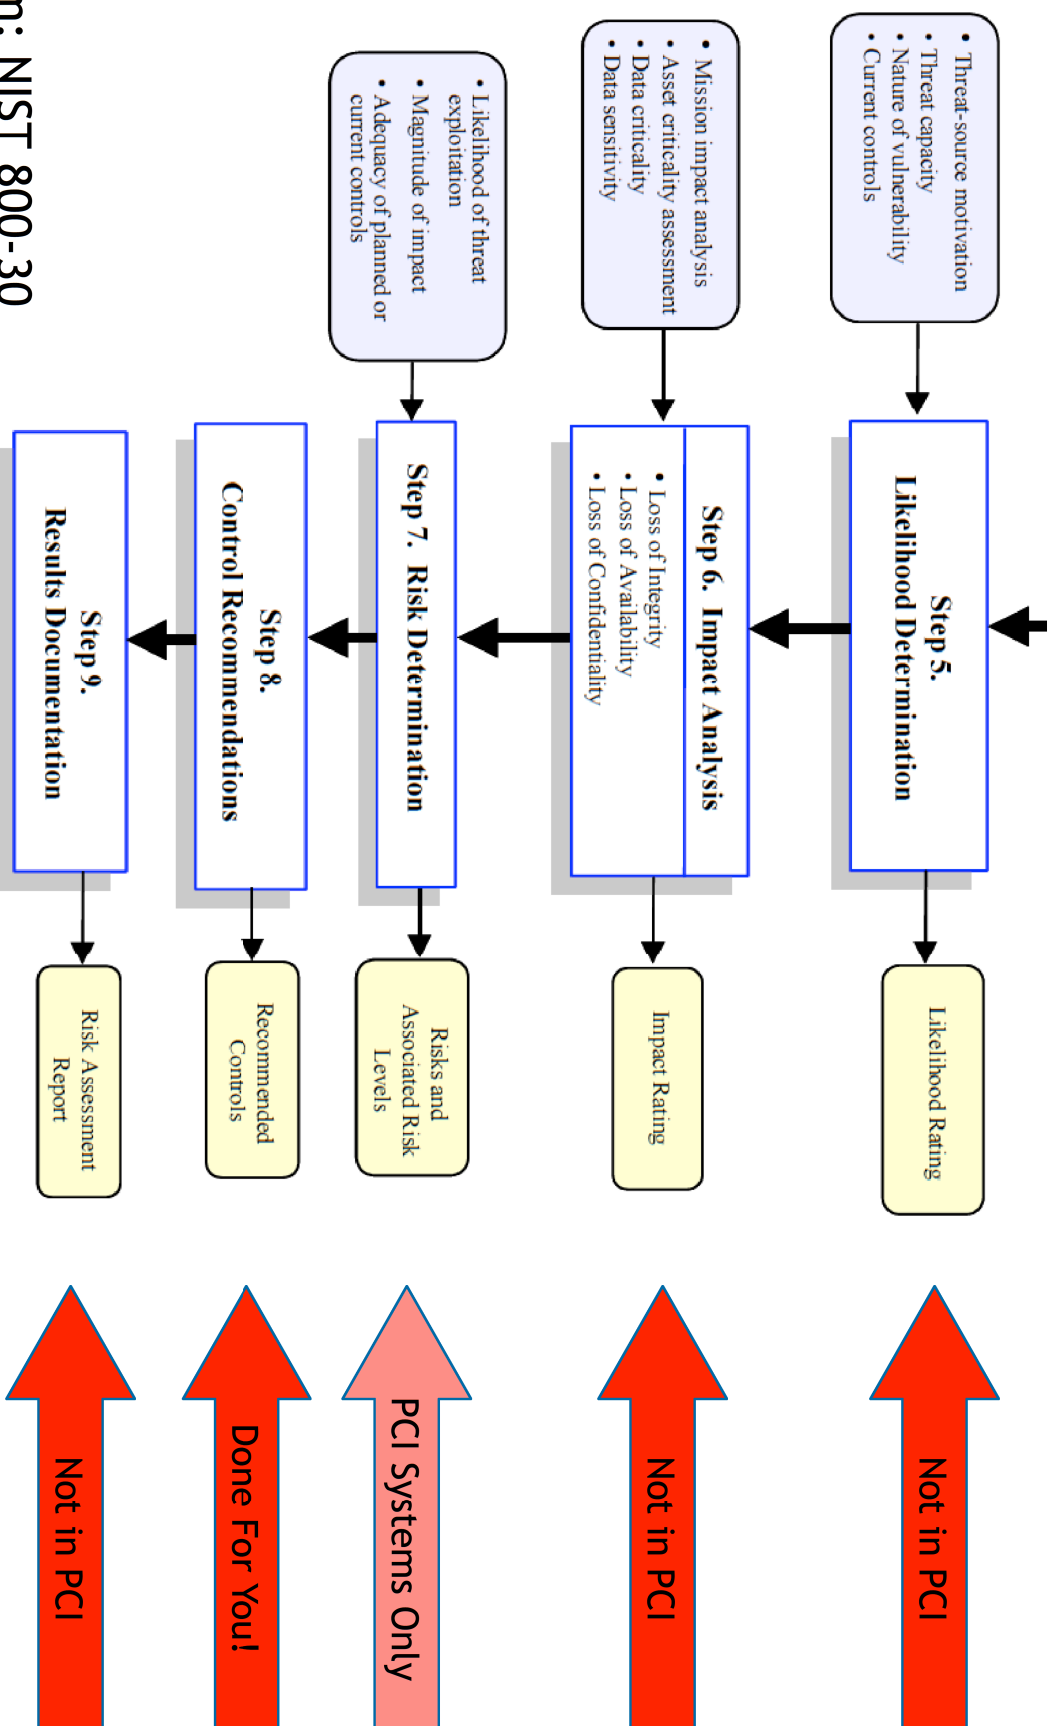 • Threat-source motivation
• Threat capacity
• Nature of vulnerability
• Current controls
Step 5.
Likelihood Determination
Likelihood Rating
Not in PCI
• Mission impact analysis
• Asset criticality assessment
• Data criticality
• Data sensitivity
Step 6. Impact Analysis
• Loss of Integrity
• Loss of Availability
• Loss of Confidentiality
Impact Rating
Not in PCI
• Likelihood of threat
exploitation
• Magnitude of impact
• Adequacy of planned or
current controls
Step 7. Risk Determination
Risks and
Associated Risk
Levels
PCI Systems Only
Step 8.
Control Recommendations
Recommended
Controls
Done For You!
Step 9.
Results Documentation
Risk Assessment
Report
Not in PCI
NIST 800-30